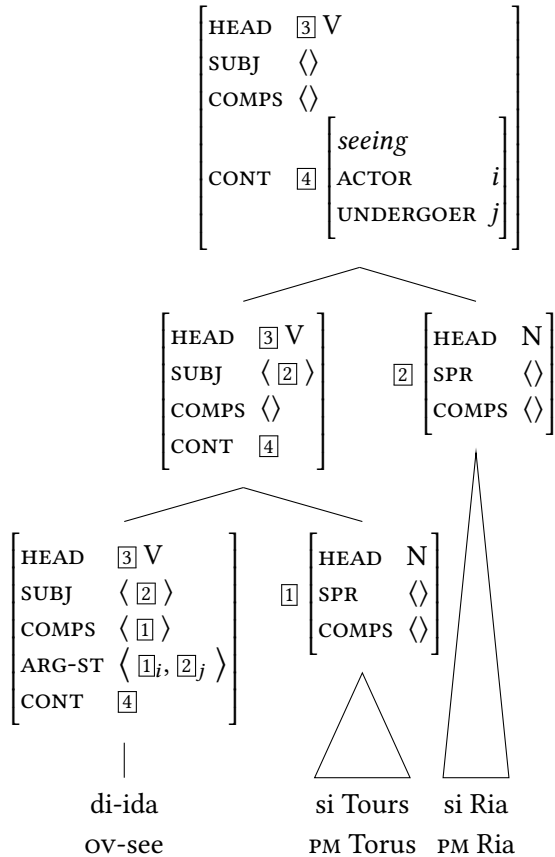 HEAD 3 V
SUBJ ⟨⟩
COMPS ⟨⟩
seeing
CONT 4 ACTOR i
UNDERGOER j
HEAD 3 V
SUBJ ⟨ 2 ⟩
COMPS ⟨⟩
CONT 4
2
HEAD N
SPR ⟨⟩
COMPS ⟨⟩
HEAD 3 V
SUBJ ⟨ 2 ⟩
COMPS ⟨ 1 ⟩
ARG-ST ⟨ 1i, 2j ⟩
CONT 4
1
HEAD N
SPR ⟨⟩
COMPS ⟨⟩
di-ida si Tours si Ria
OV-see PM Torus PM Ria